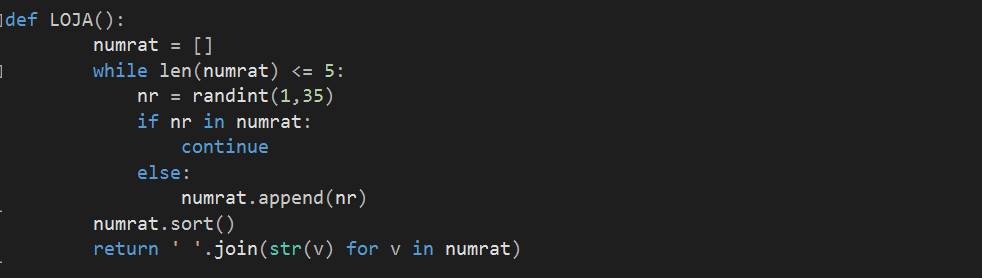 def LOJA():
        numrat = []
        while len(numrat) <= 5:
            nr = randint(1,35)
            if nr in numrat:
                continue
            else:
                numrat.append(nr)
        numrat.sort()
        return ' '.join(str(v) for v in numrat)